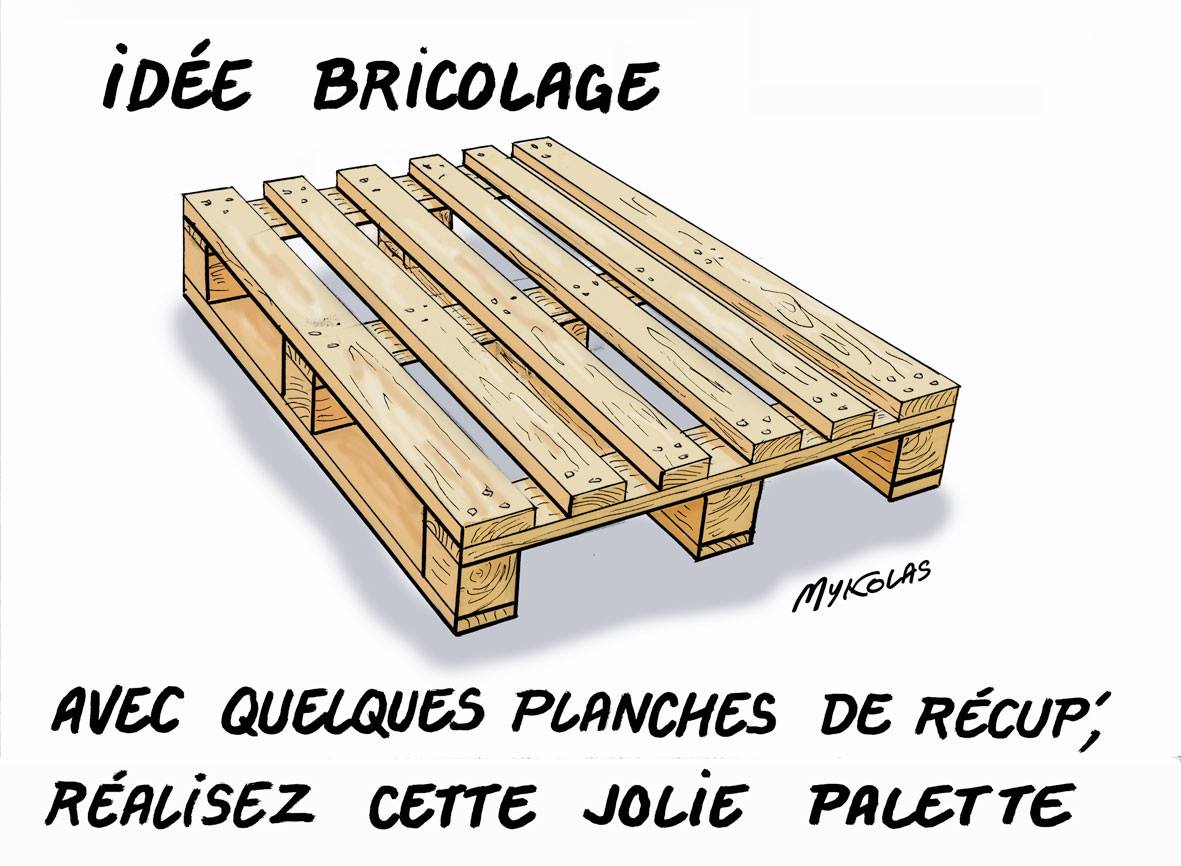 iDÉE BRiCOLAGE
MYKOLAS
AVEC QUELQUES PLANCHES DE RÉCUP',
RÉALiSEZ CETTE JOLiE PALETTE